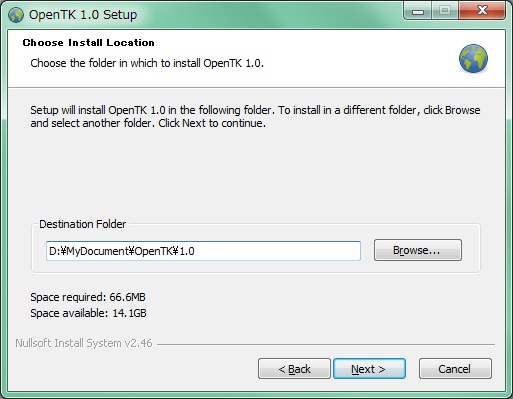 OpenTK 1.0 Setup
Choose Install Location
Choose the folder in which to install OpenTK 1.0.
Setup will install OpenTK 1.0 in the following folder. To install in a different folder, click Browse
and select another folder. Click Next to continue.
Destination Folder
D:¥MyDocument¥OpenTK¥1.0
Browse...
Space required: 66.6MB
Space available: 14.1GB
Nullsoft Install System v2.46
< Back
Next >
Cancel